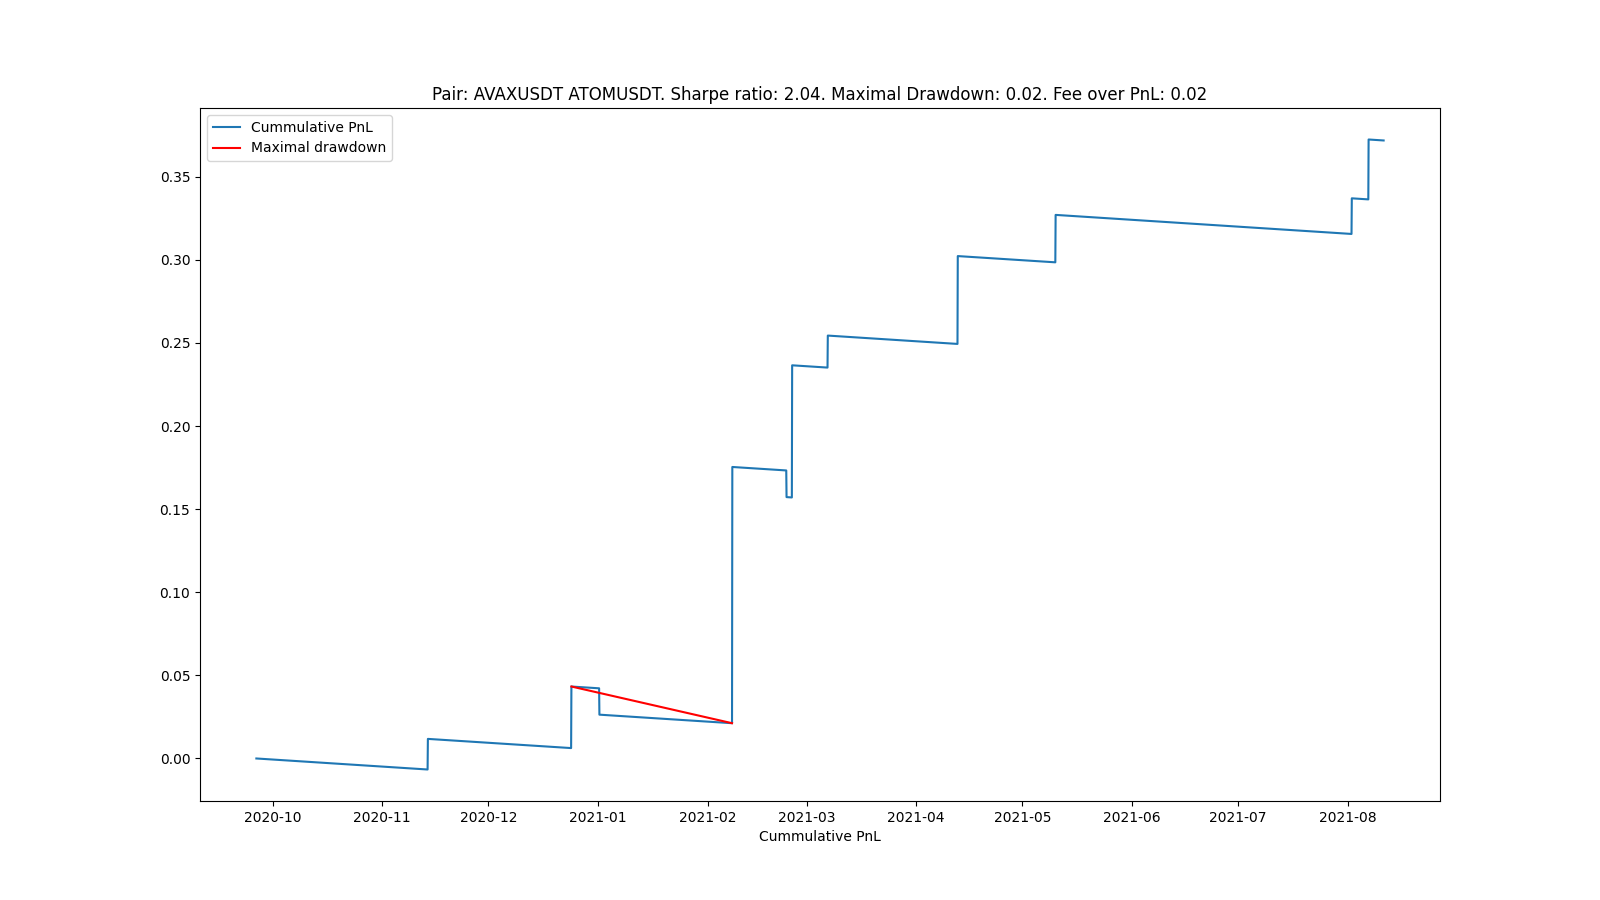 Pair: AVAXUSDT ATOMUSDT. Sharpe ratio: 2.04. Maximal Drawdown: 0.02. Fee over PnL: 0.02
Cummulative PnL
Maximal drawdown
0.35
0.30
0.25
0.20
0.15
0.10
0.05
0.00
2020-10 2020-11 2020-12 2021-01 2021-02 2021-03 2021-04 2021-05 2021-06 2021-07 2021-08
Cummulative PnL